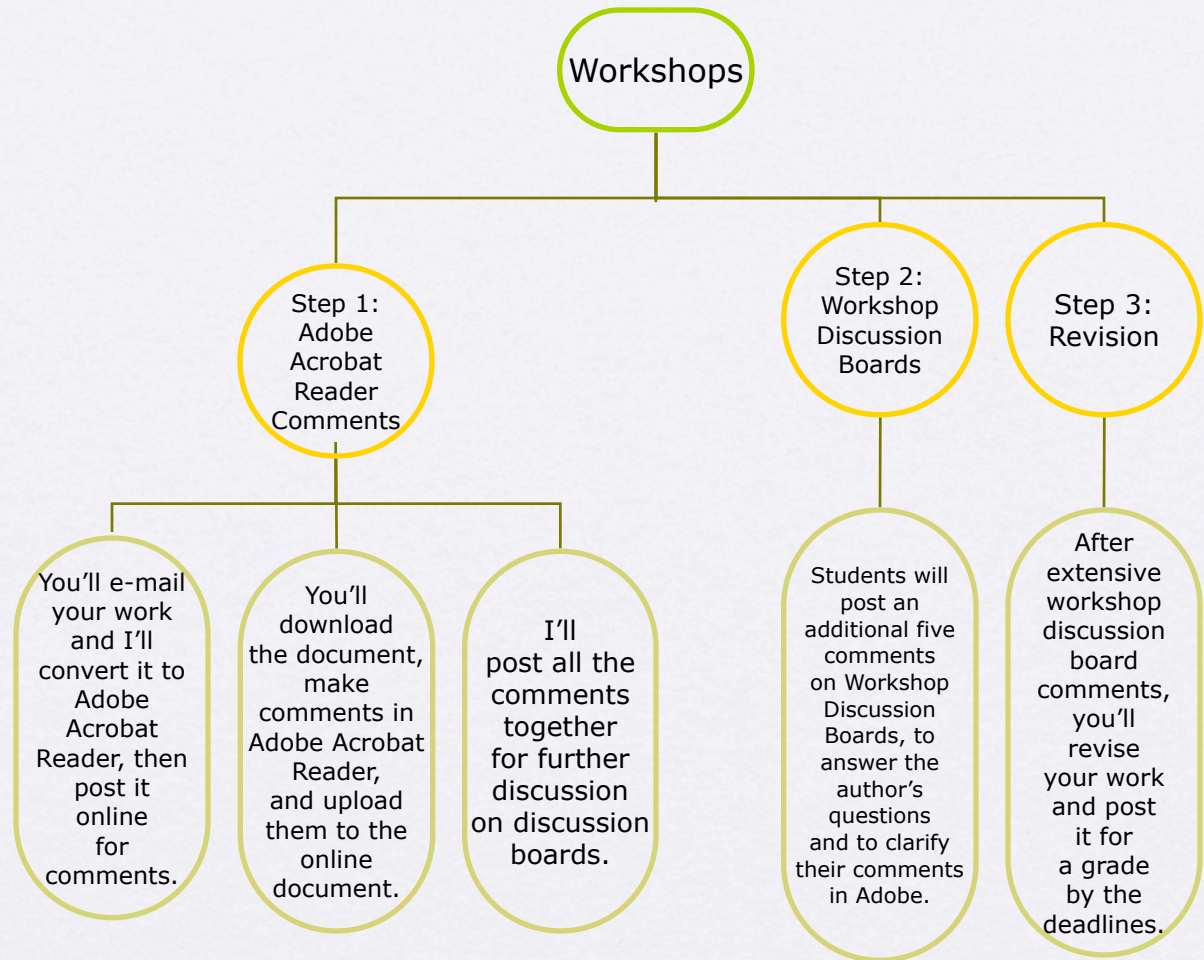 Workshops
Step 1:
Adobe
Acrobat
Reader
Comments
Step 2:
Workshop
Discussion
Boards
Step 3:
Revision
You’ll e-mail
your work
and I’ll
convert it to
Adobe
Acrobat
Reader, then
post it
online
for
comments.
You’ll
download
the document,
make
comments in
Adobe Acrobat
Reader,
and upload
them to the
online
document.
I’ll
post all the
comments
together
for further
discussion
on discussion
boards.
Students will
post an
additional five
comments
on Workshop
Discussion
Boards, to
answer the
author’s
questions
and to clarify
their comments
in Adobe.
After
extensive
workshop
discussion
board
comments,
you’ll
revise
your work
and post
it for
a grade
by the
deadlines.